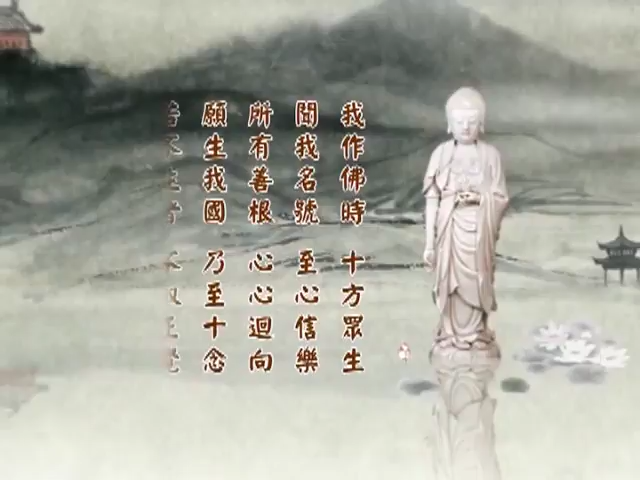 我作佛時 十方眾生
聞我名號 至心信樂
所有善根 心心迴向
願生我國 乃至十念